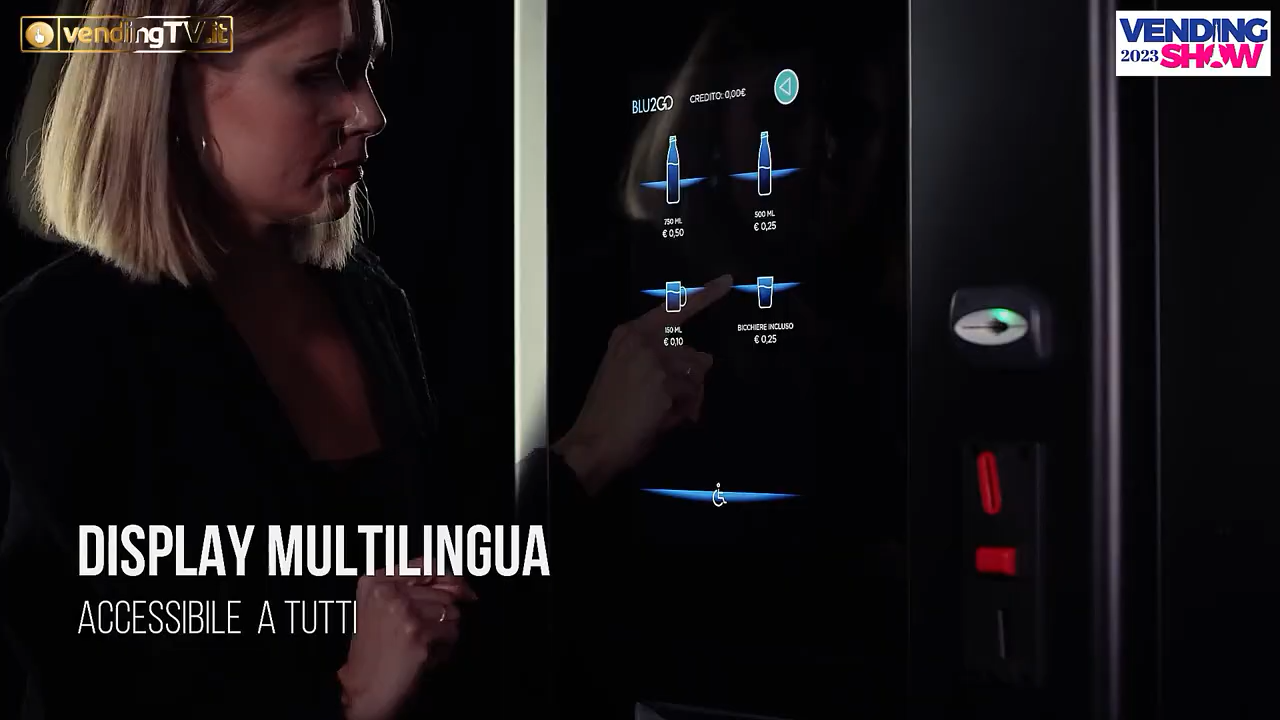 vendingTV.it
VENDING
2023 SHOW
BLU2GO
CREDITO: 0,00€
750 ML
€ 0,50
500 ML
€ 0,25
150 ML
€ 0,10
BICCHIERE INCLUSO
€ 0,25
DISPLAY MULTILINGUA
ACCESSIBILE A TUTTI